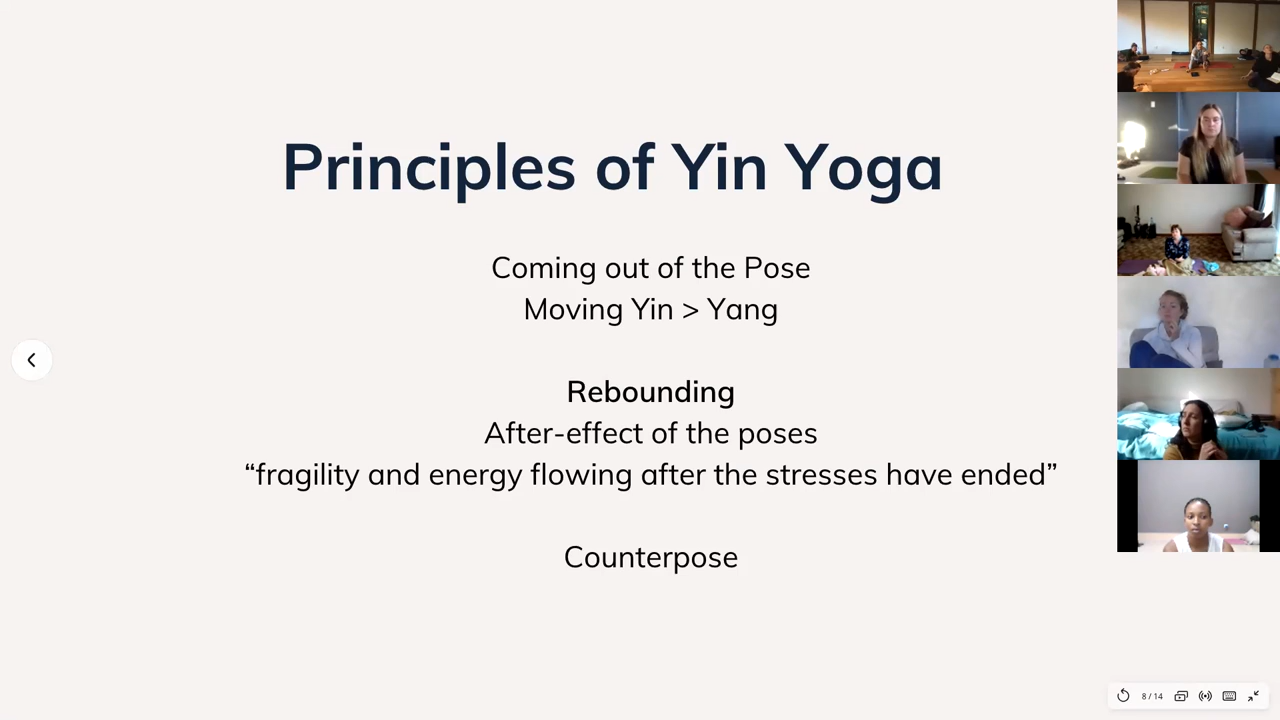 Principles of Yin Yoga
Coming out of the Pose
Moving Yin > Yang
Rebounding
After-effect of the poses
“fragility and energy flowing after the stresses have ended”
Counterpose
8 / 14